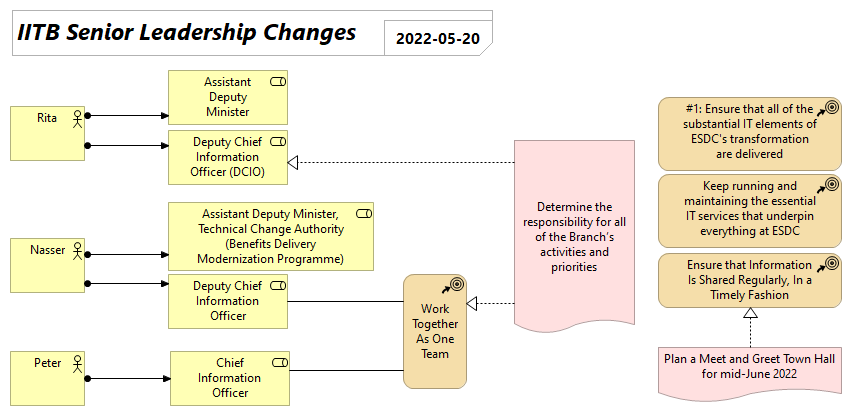 IITB Senior Leadership Changes
2022-05-20
Rita
Assistant
Deputy
Minister
Deputy Chief
Information
Officer (DCIO)
Nasser
Assistant Deputy Minister,
Technical Change Authority
(Benefits Delivery
Modernization Programme)
Deputy Chief
Information
Officer
Peter
Chief
Information
Officer
Work
Together
As One
Team
Determine the
responsibility for all
of the Branch's
activities and
priorities
#1: Ensure that all of the
substantial IT elements of
ESDC's transformation
are delivered
Keep running and
maintaining the essential
IT services that underpin
everything at ESDC
Ensure that Information
Is Shared Regularly, In a
Timely Fashion
Plan a Meet and Greet Town Hall
for mid-June 2022